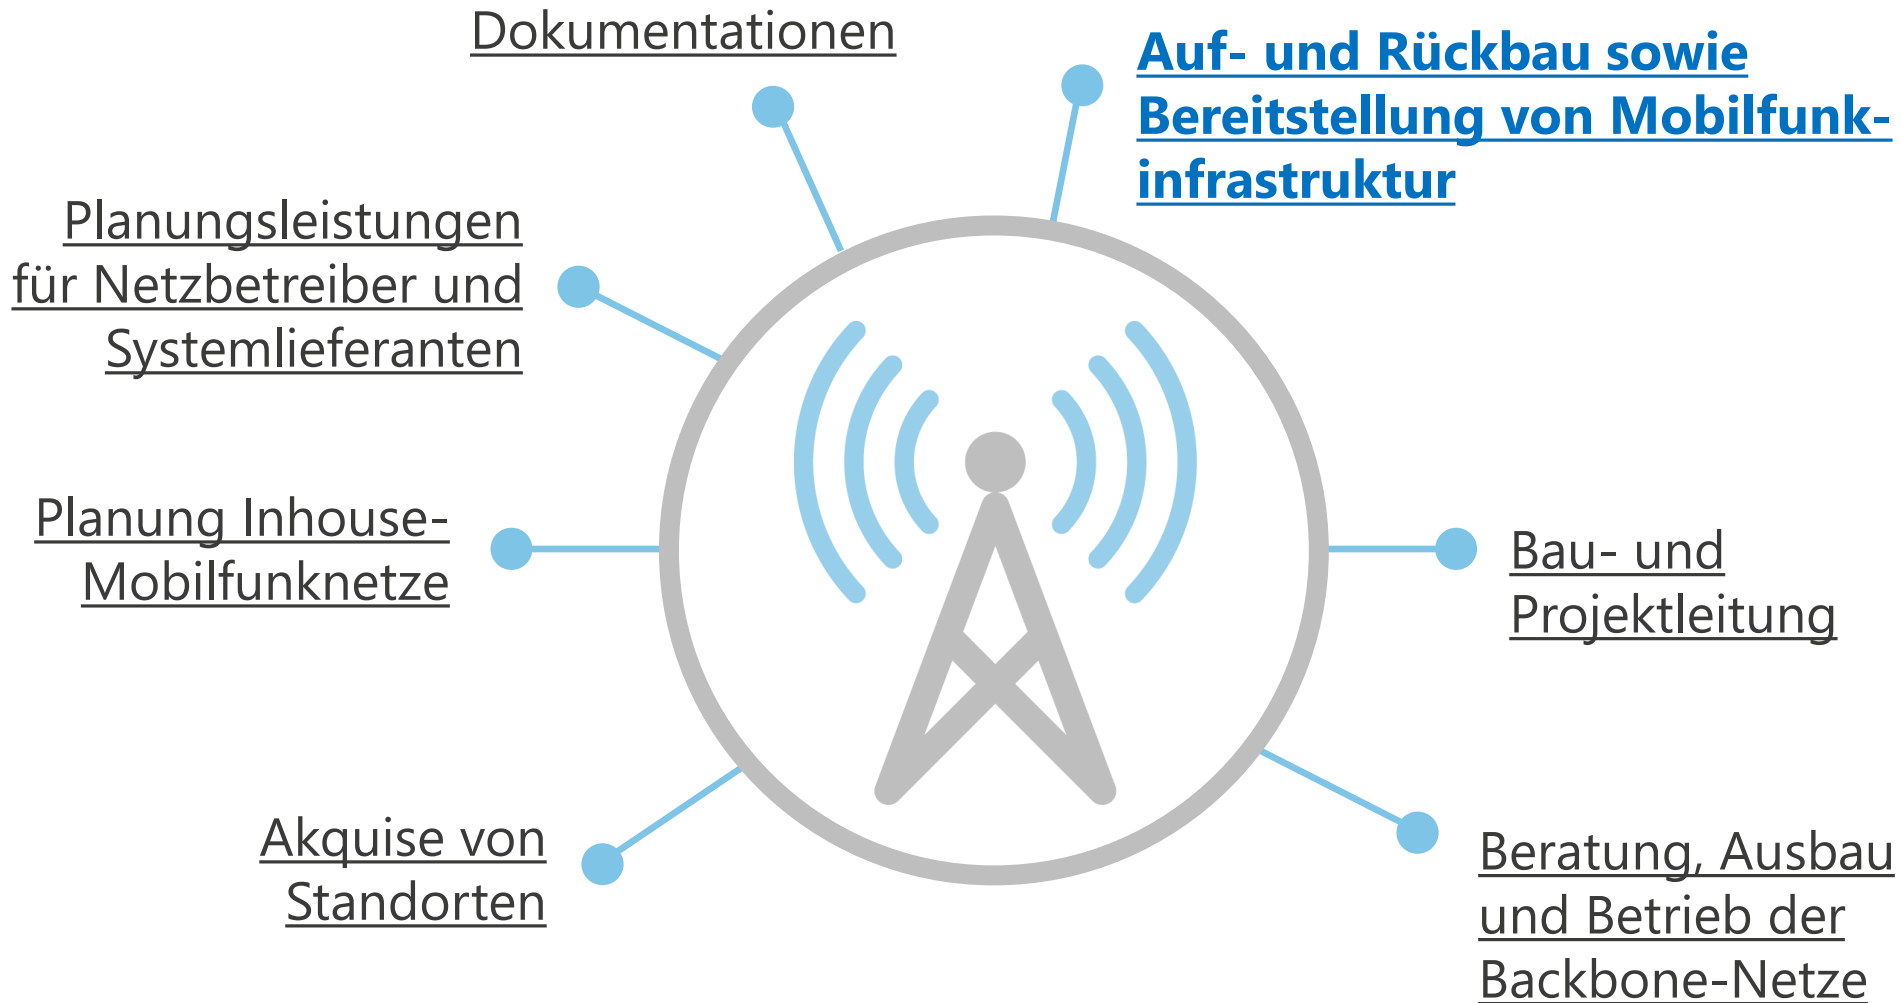 Dokumentationen
Auf- und Rückbau sowie
Bereitstellung von Mobilfunk-
infrastruktur
Planungsleistungen
für Netzbetreiber und
Systemlieferanten
Planung Inhouse-
Mobilfunknetze
Bau- und
Projektleitung
Akquise von
Standorten
Beratung, Ausbau
und Betrieb der
Backbone-Netze